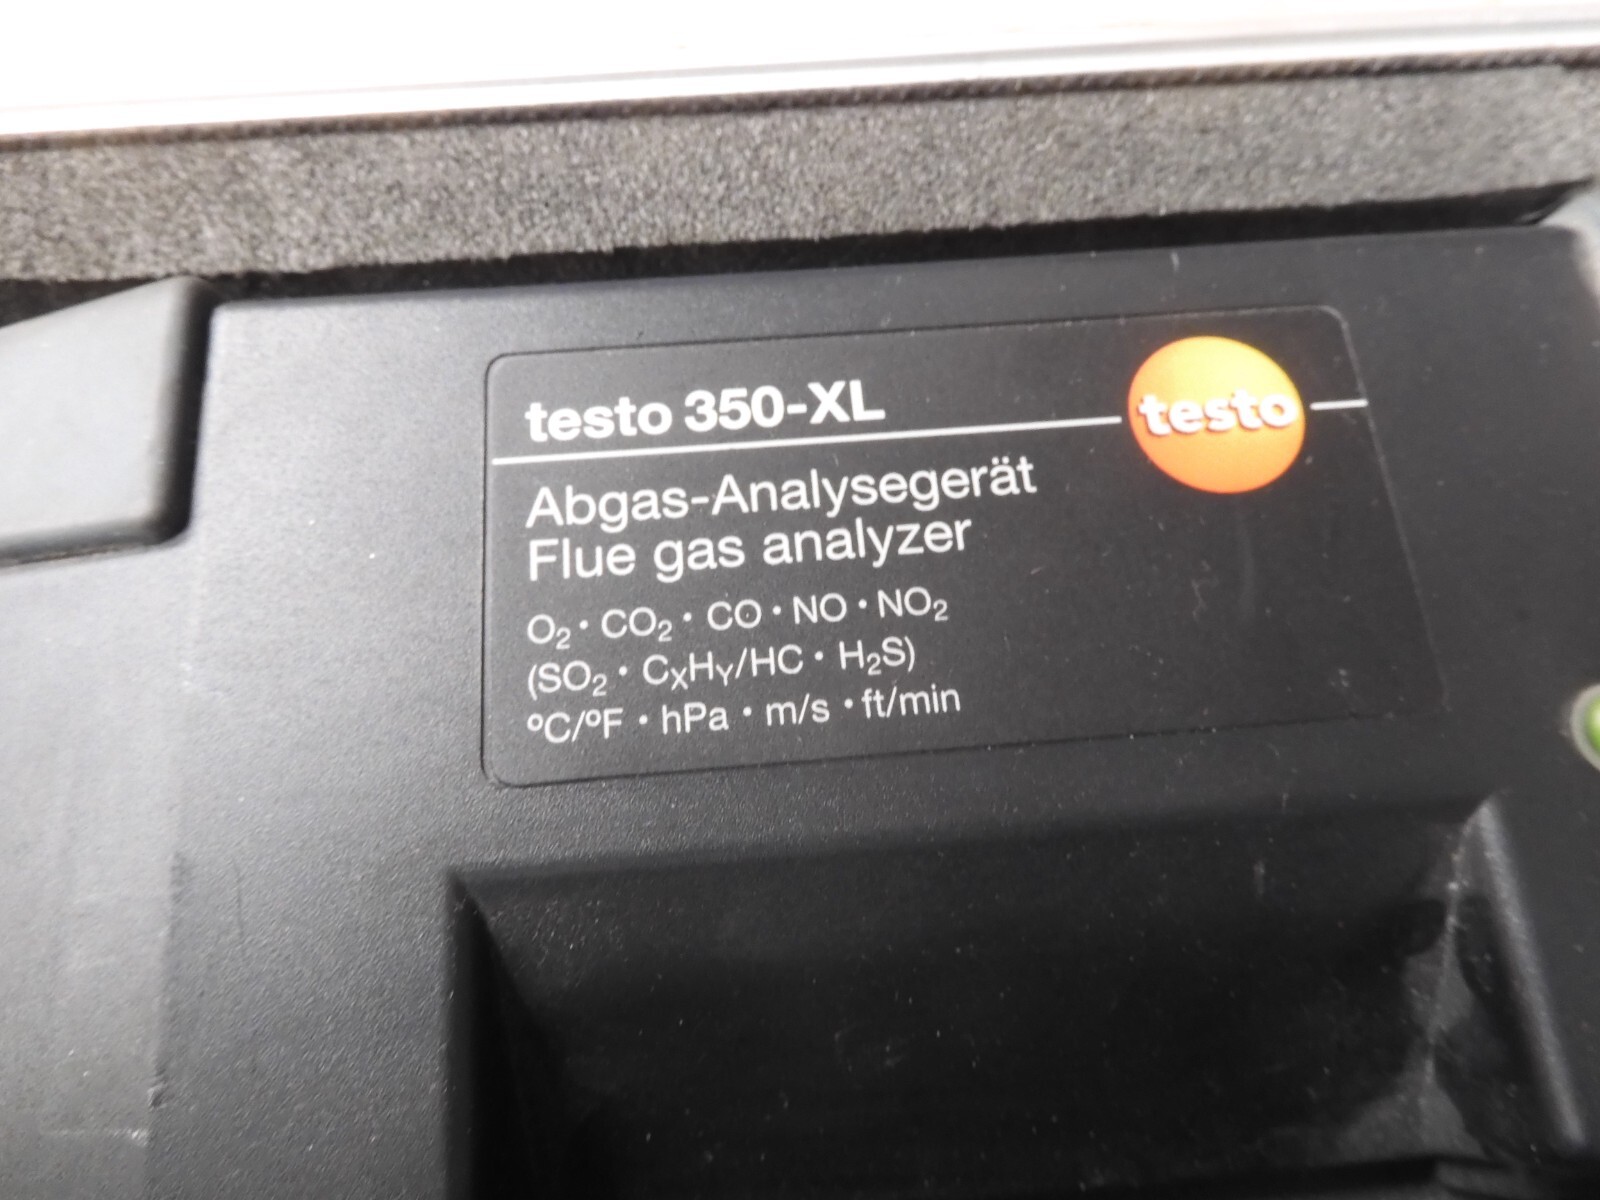 testo 350-XL
testo
Abgas-Analysegerät
Flue gas analyzer
O₂ · CO₂ · CO · NO · NO₂
(SO₂ · CₓHᵧ/HC · H₂S)
°C/°F · hPa · m/s · ft/min